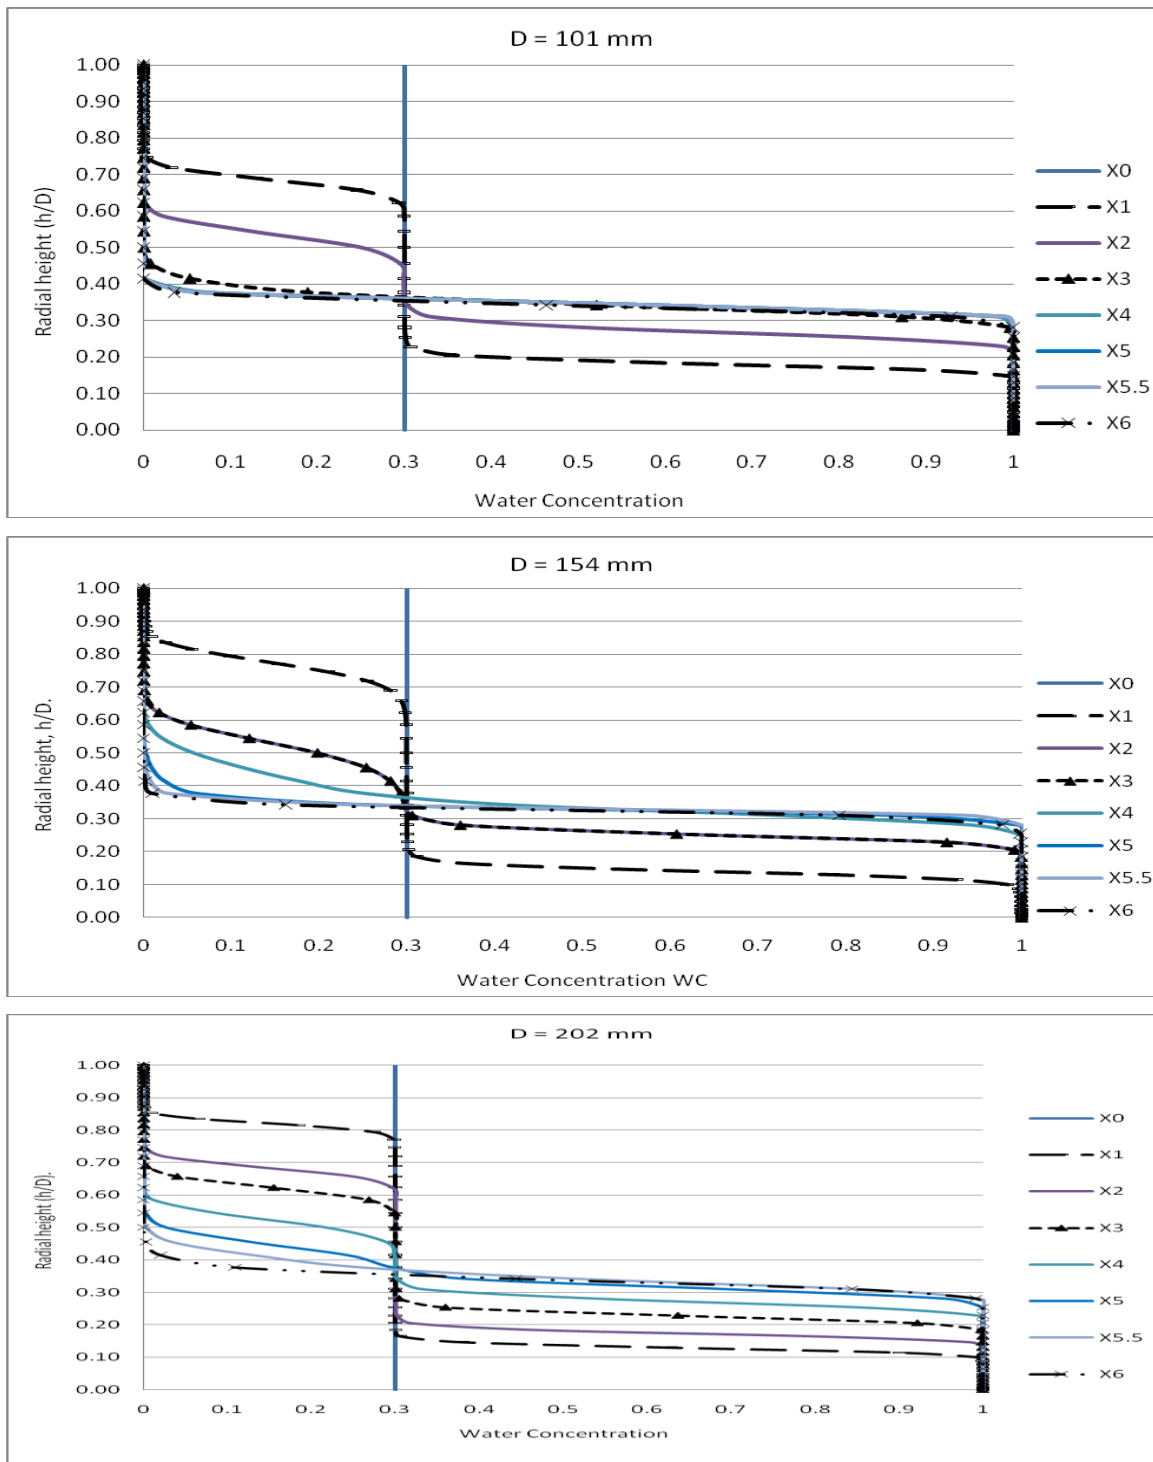 D = 101 mm
1.00
0.90
0.80
0.70
0.60
0.50
0.40
0.30
0.20
0.10
0.00
Radial height (h/D)
0 0.1 0.2 0.3 0.4 0.5 0.6 0.7 0.8 0.9 1
Water Concentration
X0
X1
X2
X3
X4
X5
X5.5
X6
D = 154 mm
1.00
0.90
0.80
0.70
0.60
0.50
0.40
0.30
0.20
0.10
0.00
Radial height, h/D.
0 0.1 0.2 0.3 0.4 0.5 0.6 0.7 0.8 0.9 1
Water Concentration WC
X0
X1
X2
X3
X4
X5
X5.5
X6
D = 202 mm
1.00
0.90
0.80
0.70
0.60
0.50
0.40
0.30
0.20
0.10
0.00
Radial height (h/D).
0 0.1 0.2 0.3 0.4 0.5 0.6 0.7 0.8 0.9 1
Water Concentration
X0
X1
X2
X3
X4
X5
X5.5
X6